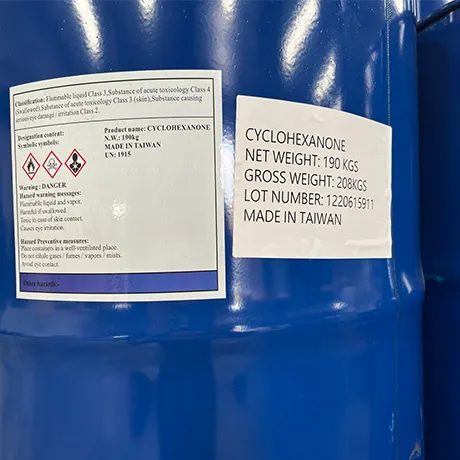 Classification: Flammable liquid Class 3,Substance of acute toxicology Class 4
(Swallowed),Substance of acute toxicology Class 3 (skin),Substance causing
serious eye damage / irritation Class 2.
Designation content:
Symbolic symbols:
Product name: CYCLOHEXANONE
N.W.: 190kg
MADE IN TAIWAN
UN: 1915
Warning : DANGER
Hazard warning messages:
Flammable liquid and vapor.
Harmful if swallowed.
Toxic in case of skin contact.
Causes eye irritation.
Hazard Preventive measures:
Place containers in a well-ventilated place.
Do not inhale gases / fumes / vapors / mists.
Avoid eye contact.
Other hazards:-
CYCLOHEXANONE
NET WEIGHT: 190 KGS
GROSS WEIGHT: 208KGS
LOT NUMBER: 1220615911
MADE IN TAIWAN